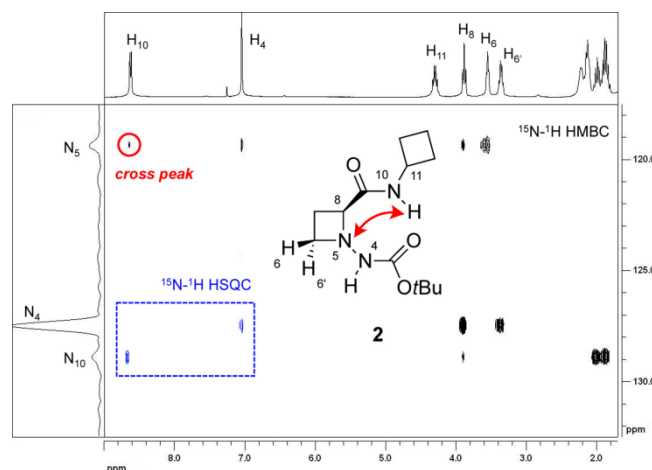 H10
H4
H11
H8
H6
H6'
15N-1H HMBC
N5
cross peak
O
10
N
11
H
8
N
5
4
N
H
O
OtBu
H
6
H
6'
2
15N-1H HSQC
N4
N10
120.0
125.0
130.0
ppm
8.0
7.0
6.0
5.0
4.0
3.0
2.0
ppm